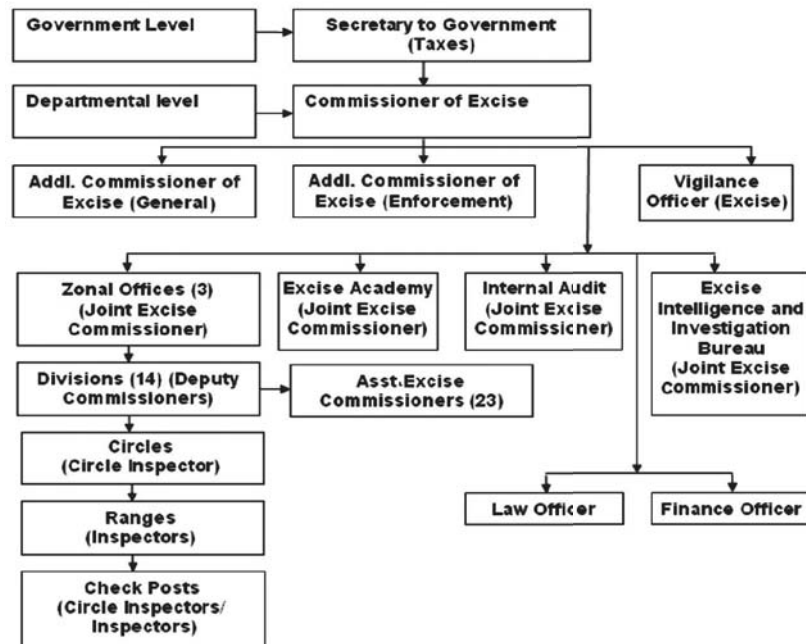 Government Level
Secretary to Government
(Taxes)
Departmental level
Commissioner of Excise
Addl. Commissioner of
Excise (General)
Addl. Commissioner of
Excise (Enforcement)
Vigilance
Officer (Excise)
Zonal Offices (3)
(Joint Excise
Commissioner)
Excise Academy
(Joint Excise
Commissioner)
Internal Audit
(Joint Excise
Commissioner)
Excise
Intelligence and
Investigation
Bureau
(Joint Excise
Commissioner)
Divisions (14) (Deputy
Commissioners)
Asst.Excise
Commissioners (23)
Circles
(Circle Inspector)
Ranges
(Inspectors)
Law Officer
Finance Officer
Check Posts
(Circle Inspectors/
Inspectors)